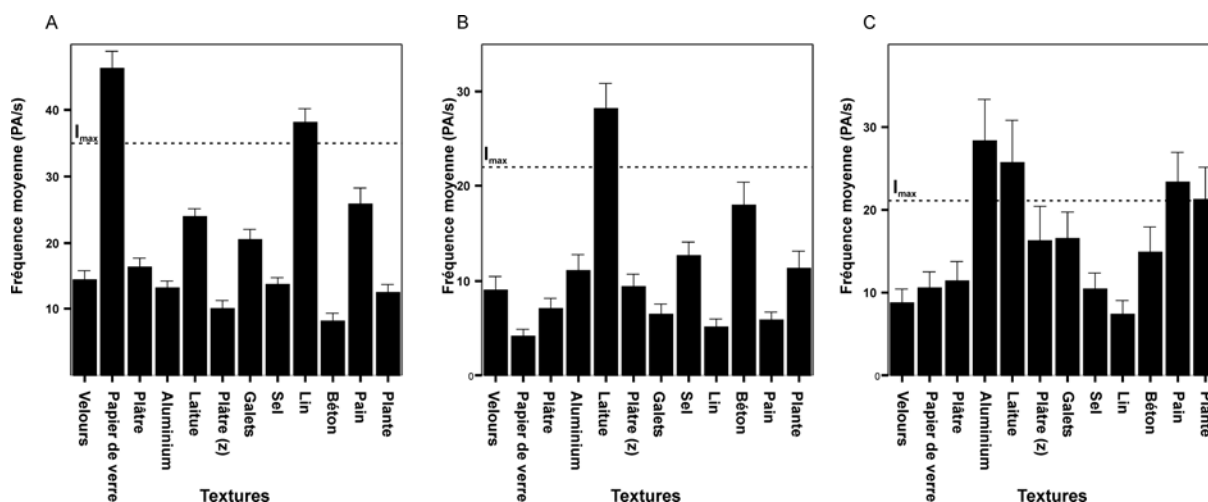 A
Fréquence moyenne (PA/s)
40
30
20
10
Imax
Velours
Papier de verre
Plâtre
Aluminium
Laitue
Plâtre (z)
Galets
Sel
Lin
Béton
Pain
Plante
Textures
B
Fréquence moyenne (PA/s)
30
20
10
0
Imax
Velours
Papier de verre
Plâtre
Aluminium
Laitue
Plâtre (z)
Galets
Sel
Lin
Béton
Pain
Plante
Textures
C
Fréquence moyenne (PA/s)
30
20
10
0
Imax
Velours
Papier de verre
Plâtre
Aluminium
Laitue
Plâtre (z)
Galets
Sel
Lin
Béton
Pain
Plante
Textures